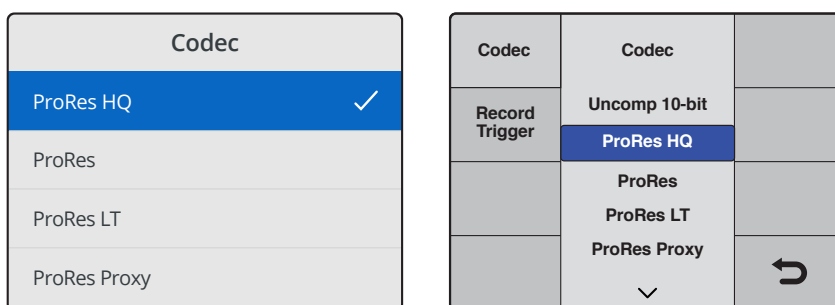 Codec
ProRes HQ
ProRes
ProRes LT
ProRes Proxy
Codec
Record
Trigger
Codec
Uncomp 10-bit
ProRes HQ
ProRes
ProRes LT
ProRes Proxy